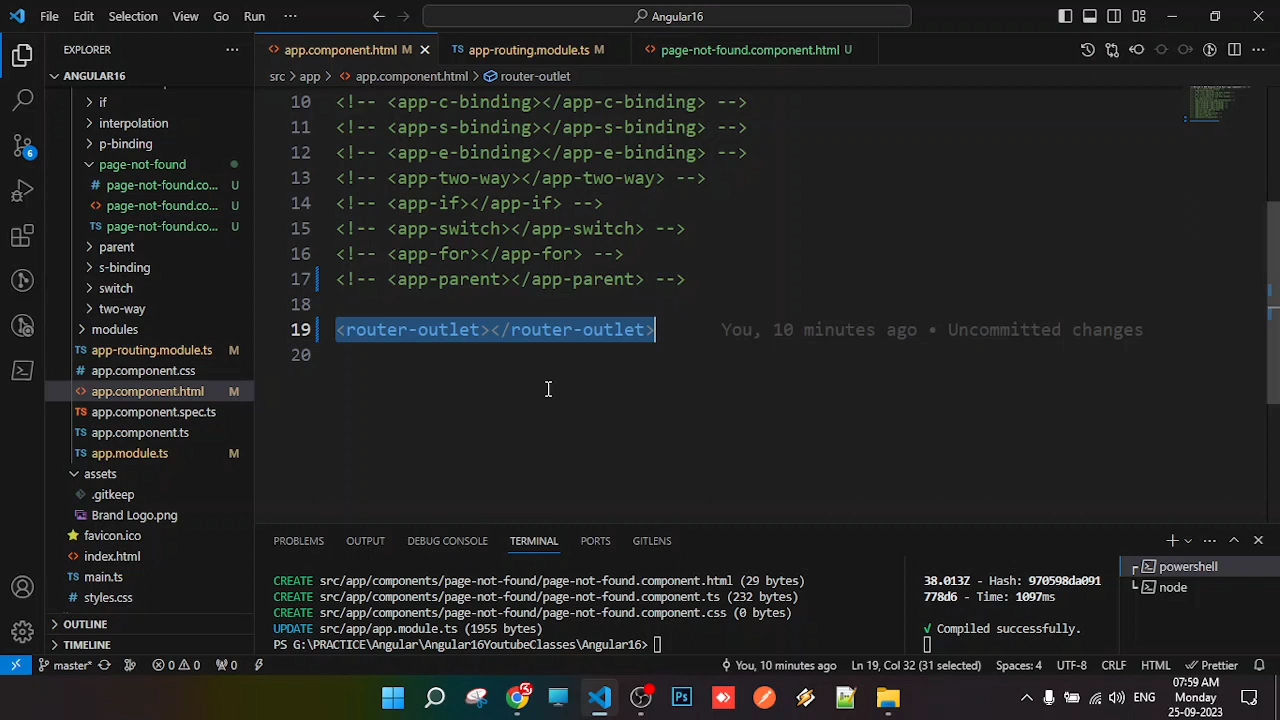 File Edit Selection View Go Run ··· Angular16
EXPLORER ···
app.component.html M
app-routing.module.ts M
page-not-found.component.html U
ANGULAR16
src > app > app.component.html > router-outlet
if
interpolation
p-binding
page-not-found
page-not-found.co... U
page-not-found.co... U
page-not-found.co... U
parent
s-binding
switch
two-way
modules
app-routing.module.ts M
app.component.css
app.component.html M
app.component.spec.ts
app.component.ts
app.module.ts M
assets
.gitkeep
Brand Logo.png
favicon.ico
index.html
main.ts
styles.css
OUTLINE
TIMELINE
10 <!-- <app-c-binding></app-c-binding> -->
11 <!-- <app-s-binding></app-s-binding> -->
12 <!-- <app-e-binding></app-e-binding> -->
13 <!-- <app-two-way></app-two-way> -->
14 <!-- <app-if></app-if> -->
15 <!-- <app-switch></app-switch> -->
16 <!-- <app-for></app-for> -->
17 <!-- <app-parent></app-parent> -->
18
19 <router-outlet></router-outlet> You, 10 minutes ago • Uncommitted changes
20
PROBLEMS OUTPUT DEBUG CONSOLE TERMINAL PORTS GITLENS
CREATE src/app/components/page-not-found/page-not-found.component.html (29 bytes)
CREATE src/app/components/page-not-found/page-not-found.component.ts (232 bytes)
CREATE src/app/components/page-not-found/page-not-found.component.css (0 bytes)
UPDATE src/app/app.module.ts (1955 bytes)
PS G:\PRACTICE\Angular\Angular16YoutubeClasses\Angular16>
38.013Z - Hash: 970598da091
778d6 - Time: 1097ms
√ Compiled successfully.
powershell
node
6
master* 0 0 0 You, 10 minutes ago Ln 19, Col 32 (31 selected) Spaces: 4 UTF-8 CRLF HTML Prettier
ENG
07:59 AM
Monday
25-09-2023